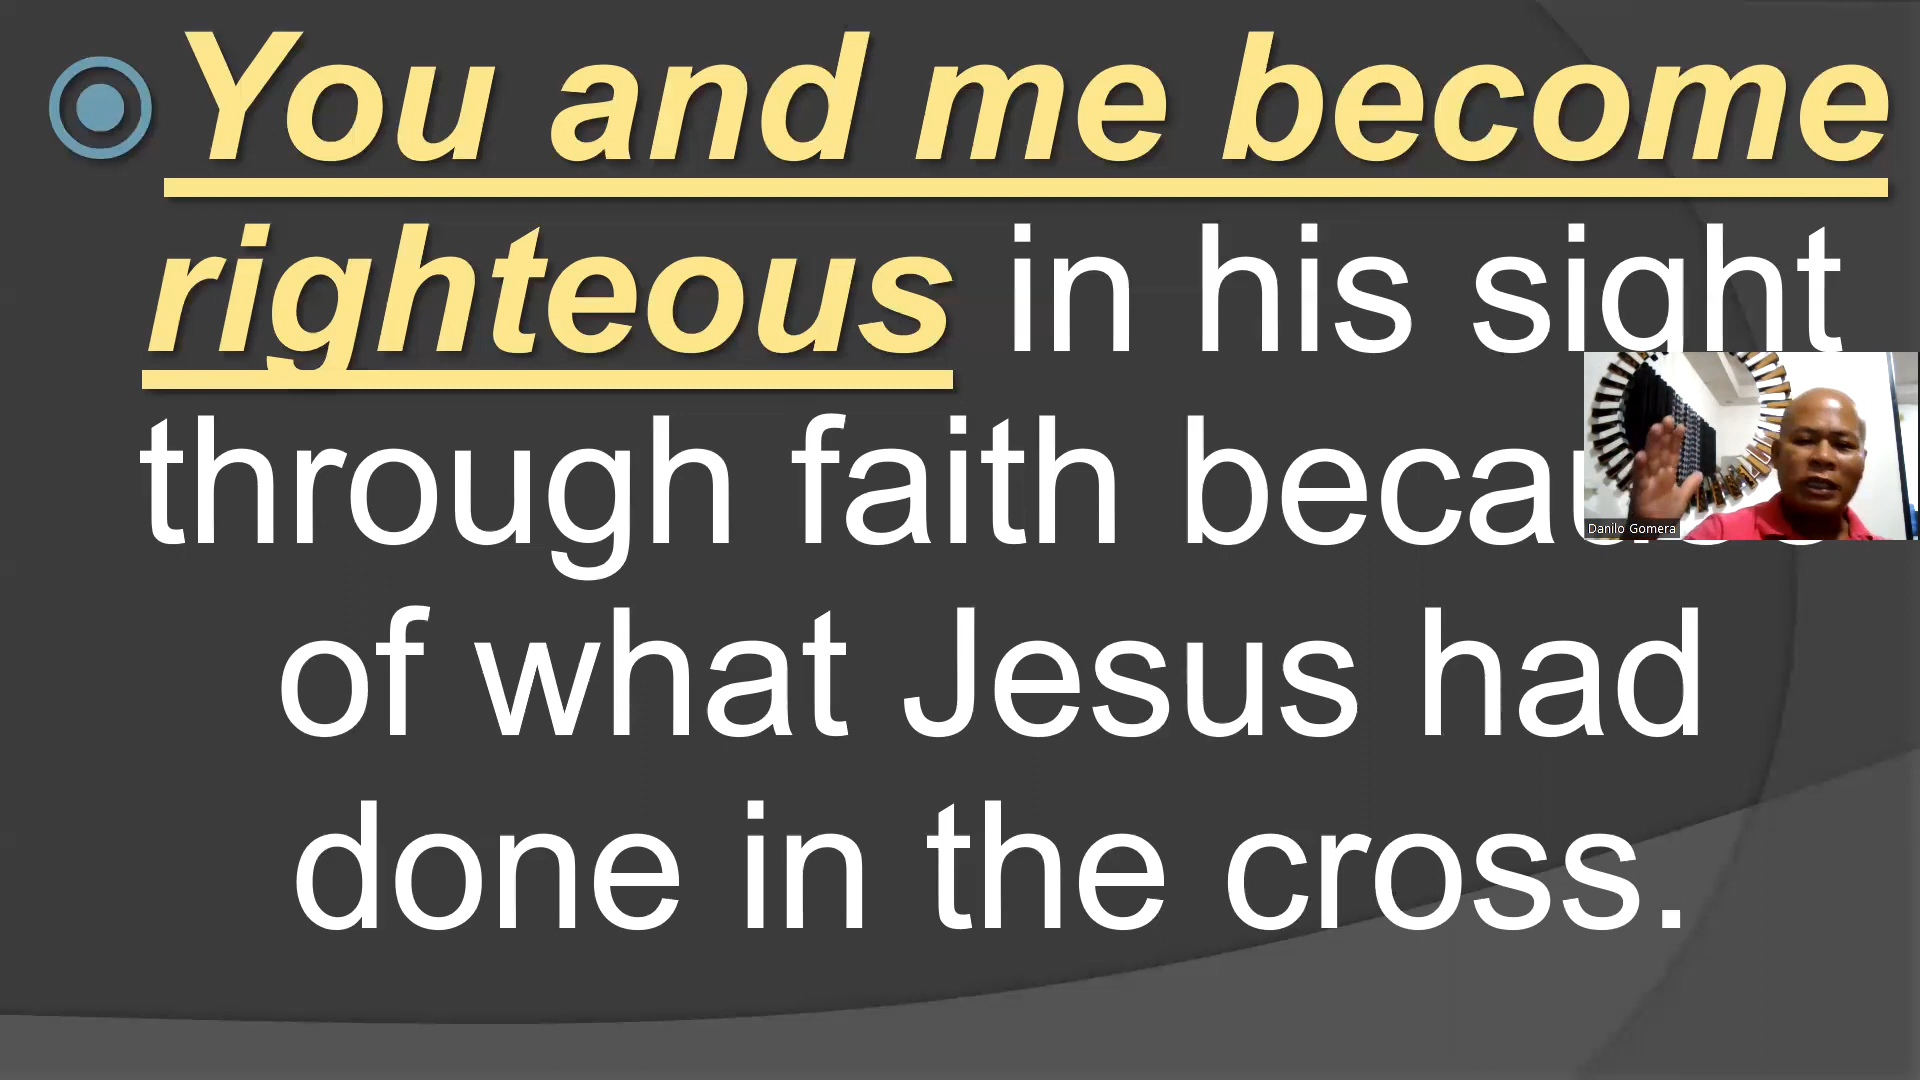 You and me become
righteous in his sight
through faith because
of what Jesus had
done in the cross.
Danilo Gomera